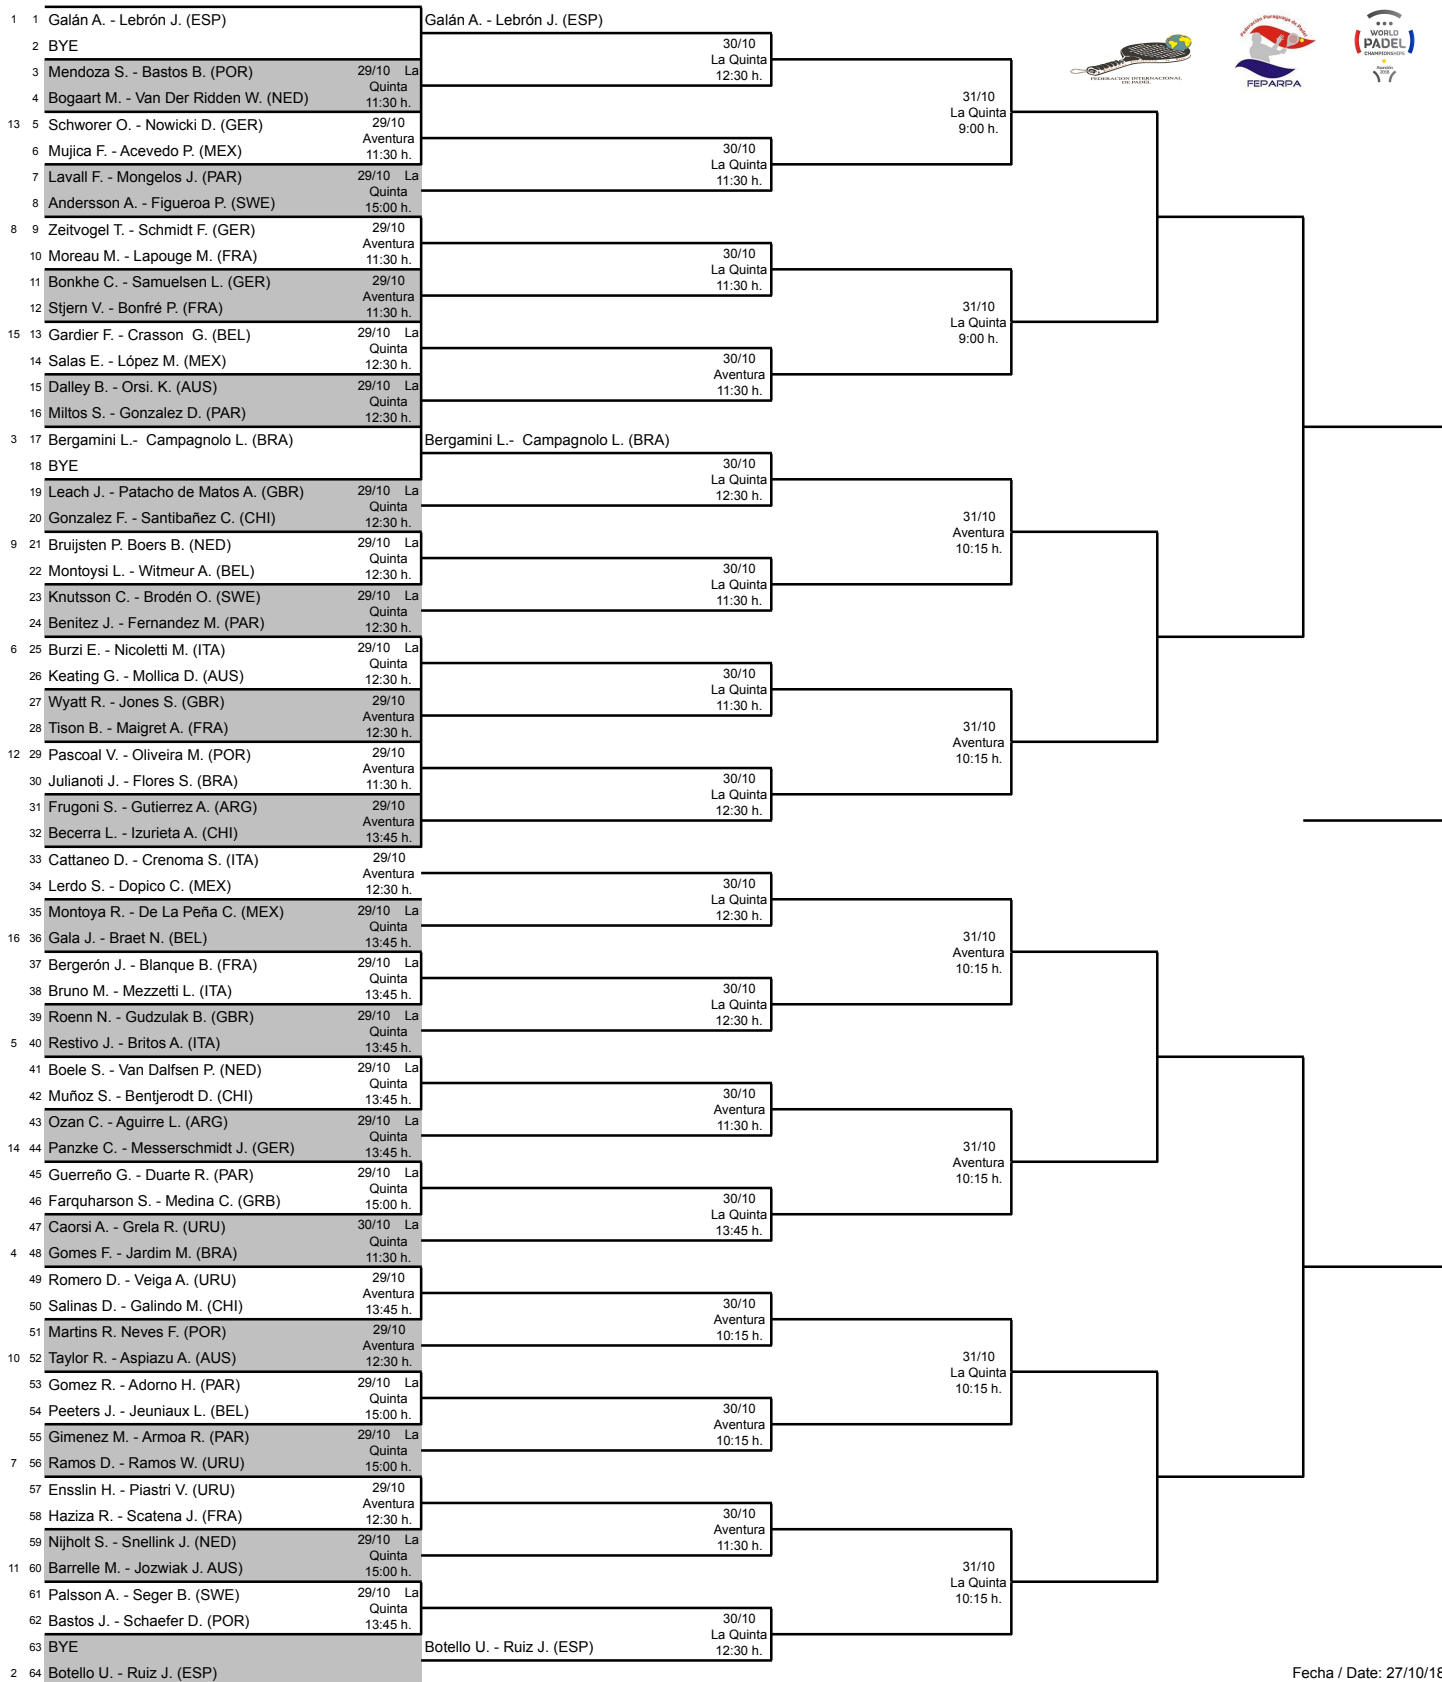 1 1 Galán A. - Lebrón J. (ESP)
2 BYE
3 Mendoza S. - Bastos B. (POR)
29/10 La Quinta 11:30 h.
4 Bogaart M. - Van Der Ridden W. (NED)
13 5 Schworer O. - Nowicki D. (GER)
29/10 Aventura 11:30 h.
6 Mujica F. - Acevedo P. (MEX)
7 Lavall F. - Mongelos J. (PAR)
29/10 La Quinta 15:00 h.
8 Andersson A. - Figueroa P. (SWE)
8 9 Zeitvogel T. - Schmidt F. (GER)
29/10 Aventura 11:30 h.
10 Moreau M. - Lapouge M. (FRA)
11 Bonkhe C. - Samuelsen L. (GER)
29/10 Aventura 11:30 h.
12 Stjern V. - Bonfré P. (FRA)
15 13 Gardier F. - Crasson G. (BEL)
29/10 La Quinta 12:30 h.
14 Salas E. - López M. (MEX)
15 Dalley B. - Orsi. K. (AUS)
29/10 La Quinta 12:30 h.
16 Miltos S. - Gonzalez D. (PAR)
3 17 Bergamini L.- Campagnolo L. (BRA)
18 BYE
19 Leach J. - Patacho de Matos A. (GBR)
29/10 La Quinta 12:30 h.
20 Gonzalez F. - Santibañez C. (CHI)
9 21 Bruijsten P. Boers B. (NED)
29/10 La Quinta 12:30 h.
22 Montoysi L. - Witmeur A. (BEL)
23 Knutsson C. - Brodén O. (SWE)
29/10 La Quinta 12:30 h.
24 Benitez J. - Fernandez M. (PAR)
6 25 Burzi E. - Nicoletti M. (ITA)
29/10 La Quinta 12:30 h.
26 Keating G. - Mollica D. (AUS)
27 Wyatt R. - Jones S. (GBR)
29/10 Aventura 12:30 h.
28 Tison B. - Maigret A. (FRA)
12 29 Pascoal V. - Oliveira M. (POR)
29/10 Aventura 11:30 h.
30 Julianoti J. - Flores S. (BRA)
31 Frugoni S. - Gutierrez A. (ARG)
29/10 Aventura 13:45 h.
32 Becerra L. - Izurieta A. (CHI)
33 Cattaneo D. - Crenoma S. (ITA)
29/10 Aventura 12:30 h.
34 Lerdo S. - Dopico C. (MEX)
35 Montoya R. - De La Peña C. (MEX)
29/10 La Quinta 13:45 h.
16 36 Gala J. - Braet N. (BEL)
37 Bergerón J. - Blanque B. (FRA)
29/10 La Quinta 13:45 h.
38 Bruno M. - Mezzetti L. (ITA)
39 Roenn N. - Gudzulak B. (GBR)
29/10 La Quinta 13:45 h.
5 40 Restivo J. - Britos A. (ITA)
41 Boele S. - Van Dalfsen P. (NED)
29/10 La Quinta 13:45 h.
42 Muñoz S. - Bentjerodt D. (CHI)
43 Ozan C. - Aguirre L. (ARG)
29/10 La Quinta 13:45 h.
14 44 Panzke C. - Messerschmidt J. (GER)
45 Guerreño G. - Duarte R. (PAR)
29/10 La Quinta 15:00 h.
46 Farquharson S. - Medina C. (GRB)
47 Caorsi A. - Grela R. (URU)
30/10 La Quinta 11:30 h.
4 48 Gomes F. - Jardim M. (BRA)
49 Romero D. - Veiga A. (URU)
29/10 Aventura 13:45 h.
50 Salinas D. - Galindo M. (CHI)
51 Martins R. Neves F. (POR)
29/10 Aventura 12:30 h.
10 52 Taylor R. - Aspiazu A. (AUS)
53 Gomez R. - Adorno H. (PAR)
29/10 La Quinta 15:00 h.
54 Peeters J. - Jeuniaux L. (BEL)
55 Gimenez M. - Armoa R. (PAR)
29/10 La Quinta 15:00 h.
7 56 Ramos D. - Ramos W. (URU)
57 Ensslin H. - Piastri V. (URU)
29/10 Aventura 12:30 h.
58 Haziza R. - Scatena J. (FRA)
59 Nijholt S. - Snellink J. (NED)
29/10 La Quinta 15:00 h.
11 60 Barrelle M. - Jozwiak J. AUS)
61 Palsson A. - Seger B. (SWE)
29/10 La Quinta 13:45 h.
62 Bastos J. - Schaefer D. (POR)
63 BYE
2 64 Botello U. - Ruiz J. (ESP)
Galán A. - Lebrón J. (ESP)
30/10 La Quinta 12:30 h.
30/10 La Quinta 11:30 h.
30/10 La Quinta 11:30 h.
30/10 Aventura 11:30 h.
Bergamini L.- Campagnolo L. (BRA)
30/10 La Quinta 12:30 h.
30/10 La Quinta 11:30 h.
30/10 La Quinta 11:30 h.
30/10 La Quinta 12:30 h.
30/10 La Quinta 12:30 h.
30/10 La Quinta 12:30 h.
30/10 Aventura 11:30 h.
30/10 La Quinta 13:45 h.
30/10 Aventura 10:15 h.
30/10 Aventura 10:15 h.
30/10 Aventura 11:30 h.
30/10 La Quinta 12:30 h.
Botello U. - Ruiz J. (ESP)
31/10 La Quinta 9:00 h.
31/10 La Quinta 9:00 h.
31/10 Aventura 10:15 h.
31/10 Aventura 10:15 h.
31/10 Aventura 10:15 h.
31/10 Aventura 10:15 h.
31/10 La Quinta 10:15 h.
31/10 La Quinta 10:15 h.
FEDERACION INTERNACIONAL
DE PADEL
Federación Paraguaya de Padel
FEPARPA
WORLD
PADEL
CHAMPIONSHIPS
Asunción
2018
Fecha / Date: 27/10/18